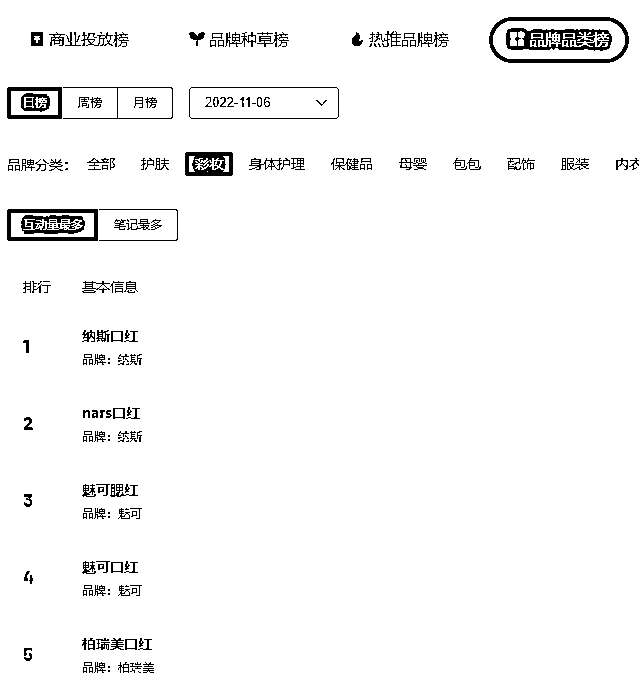 商业投放榜 品牌种草榜 热推品牌榜 品牌品类榜
日榜 周榜 月榜 2022-11-06
品牌分类： 全部 护肤 彩妆 身体护理 保健品 母婴 包包 配饰 服装 内衣
互动量最多 笔记最多
排行 基本信息
1 纳斯口红
品牌：纳斯
2 nars口红
品牌：纳斯
3 魅可腮红
品牌：魅可
4 魅可口红
品牌：魅可
5 柏瑞美口红
品牌：柏瑞美